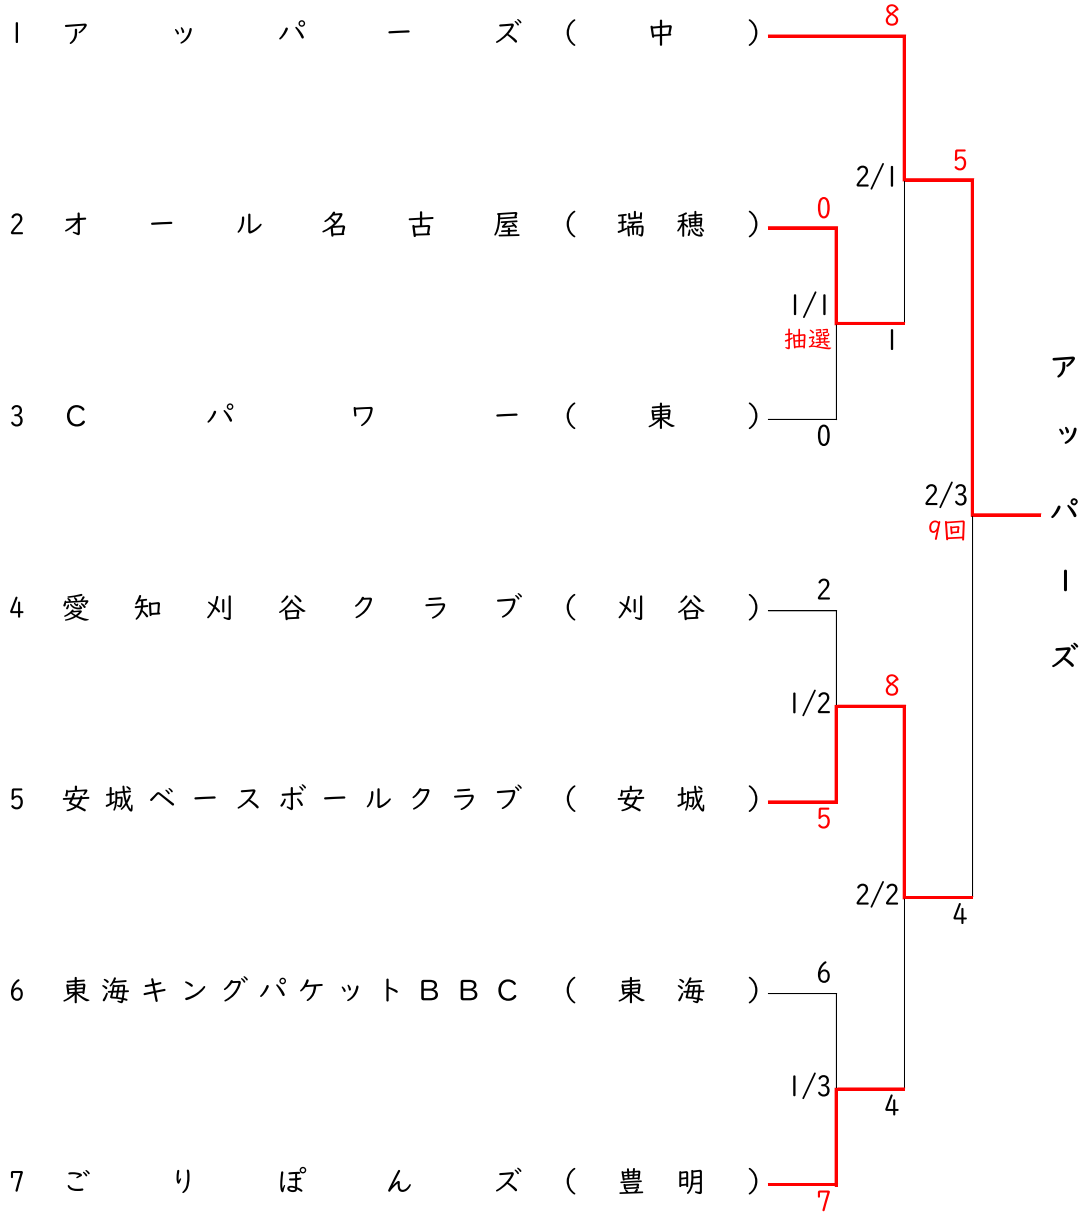 8
1 アッパーズ(中)
5
2/1
0
2 オール名古屋(瑞穂)
1/1
抽選
1
3 Cパワー(東)
0
アッパーズ
2/3
9回
2
4 愛知刈谷クラブ(刈谷)
8
1/2
5 安城ベースボールクラブ(安城)
5
2/2
4
6
6 東海キングパケットBBC(東海)
1/3
4
7 ごりぽんズ(豊明)
7